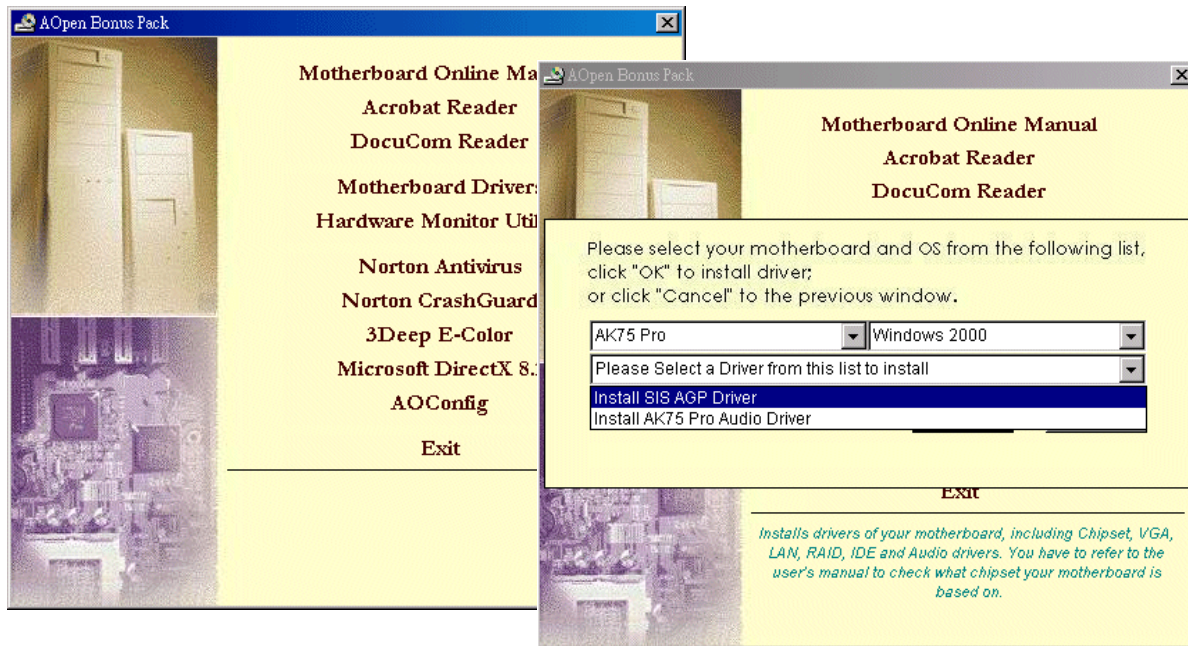 AOpen Bonus Pack
Motherboard Online Ma
Acrobat Reader
DocuCom Reader
Motherboard Driver
Hardware Monitor Uti
Norton Antivirus
Norton CrashGuard
3Deep E-Color
Microsoft DirectX 8.
AOConfig
Exit
AOpen Bonus Pack
Motherboard Online Manual
Acrobat Reader
DocuCom Reader
Please select your motherboard and OS from the following list,
click "OK" to install driver;
or click "Cancel" to the previous window.
AK75 Pro Windows 2000
Please Select a Driver from this list to install
Install SIS AGP Driver
Install AK75 Pro Audio Driver
Exit
Installs drivers of your motherboard, including Chipset, VGA,
LAN, RAID, IDE and Audio drivers. You have to refer to the
user's manual to check what chipset your motherboard is
based on.